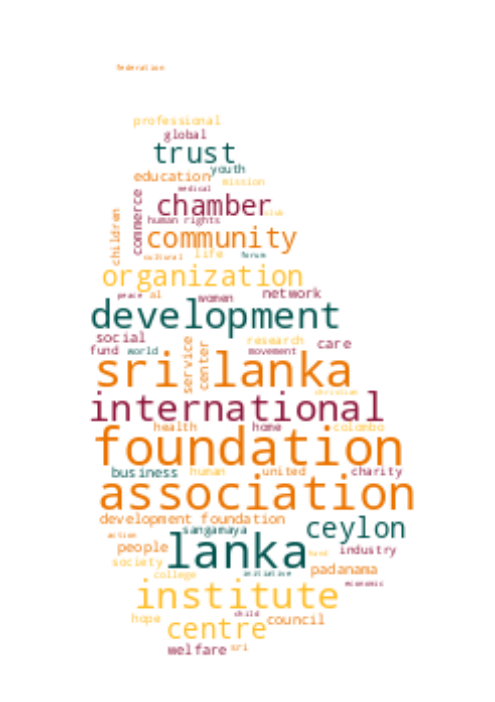 federation
professional
global
trust
youth
education
mission
medical
commerce
chamber
children
club
human rights
community
cultural
life
forum
organization
peace
al
women
network
development
social
research
care
fund
world
service
center
movement
sri lanka
christian
international
health
home
colombo
foundation
business
human
united
charity
association
development foundation
sangamaya
ceylon
action
people
lanka
bank
industry
society
college
initiative
padanama
economic
institute
hope
child
council
centre
welfare
sri